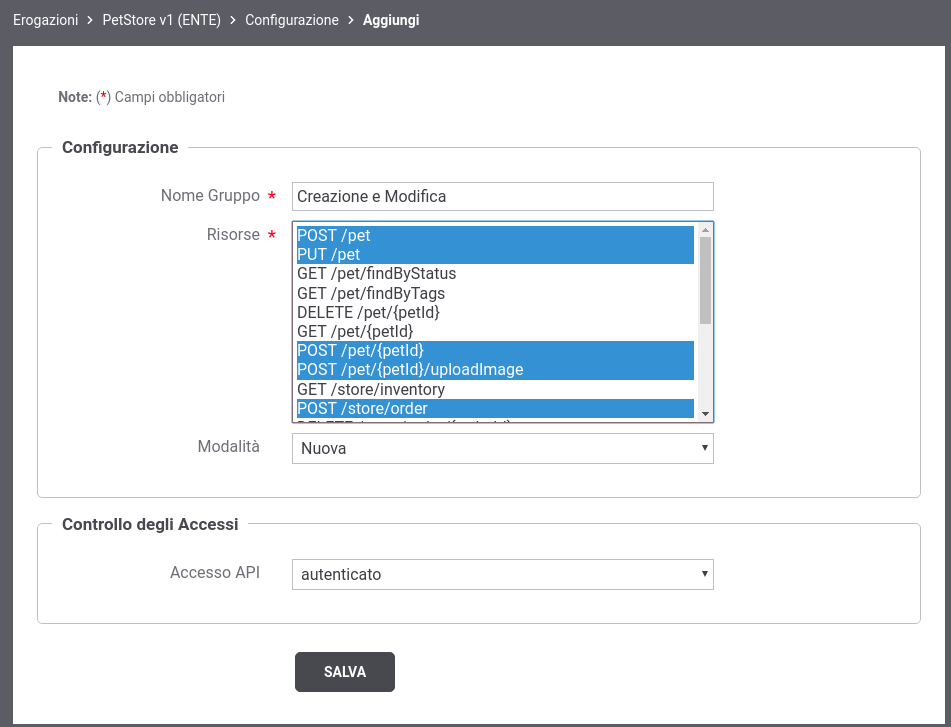 Erogazioni > PetStore v1 (ENTE) > Configurazione > Aggiungi
Note: (*) Campi obbligatori
Configurazione
Nome Gruppo * Creazione e Modifica
Risorse * POST /pet
PUT /pet
GET /pet/findByStatus
GET /pet/findByTags
DELETE /pet/{petId}
GET /pet/{petId}
POST /pet/{petId}
POST /pet/{petId}/uploadImage
GET /store/inventory
POST /store/order
Modalità Nuova
Controllo degli Accessi
Accesso API autenticato
SALVA